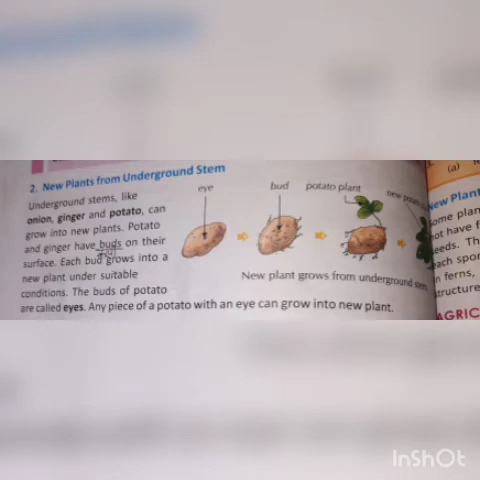 2. New Plants from Underground Stem
Underground stems, like
onion, ginger and potato, can
grow into new plants. Potato
and ginger have buds on their
surface. Each bud grows into a
new plant under suitable
conditions. The buds of potato
are called eyes. Any piece of a potato with an eye can grow into new plant.
eye
bud
potato plant
new potato
New plant grows from underground stem
(a)
New Plant
ome plan
ot have f
eeds. Th
ach spor
n ferns,
structure
AGRIC
InShOt